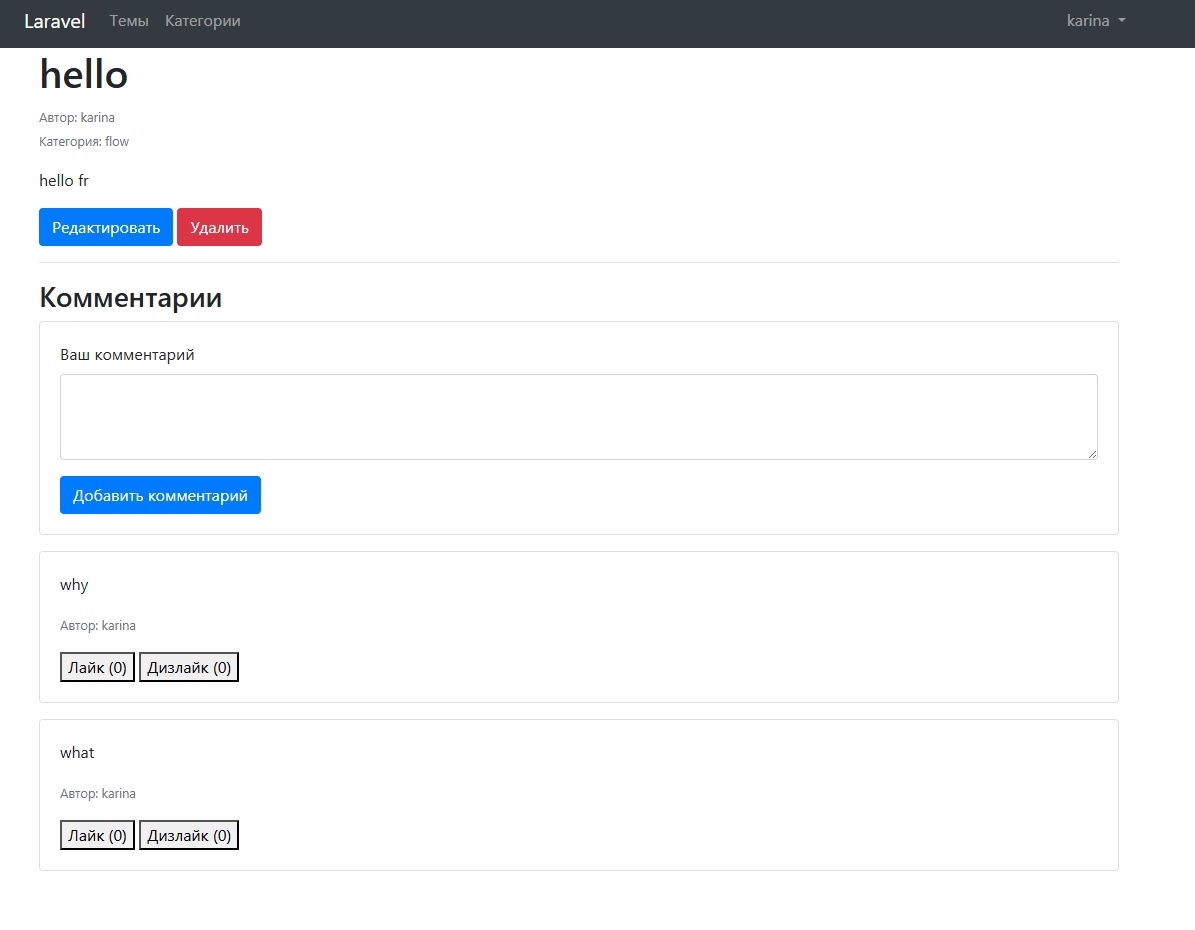 Laravel Темы Категории karina
hello
Автор: karina
Категория: flow
hello fr
Редактировать Удалить
Комментарии
Ваш комментарий
Добавить комментарий
why
Автор: karina
Лайк (0) Дизлайк (0)
what
Автор: karina
Лайк (0) Дизлайк (0)